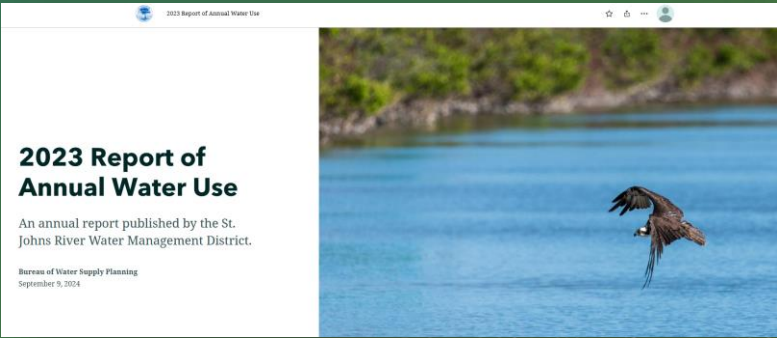 2023 Report of Annual Water Use
2023 Report of
Annual Water Use
An annual report published by the St.
Johns River Water Management District.
Bureau of Water Supply Planning
September 9, 2024